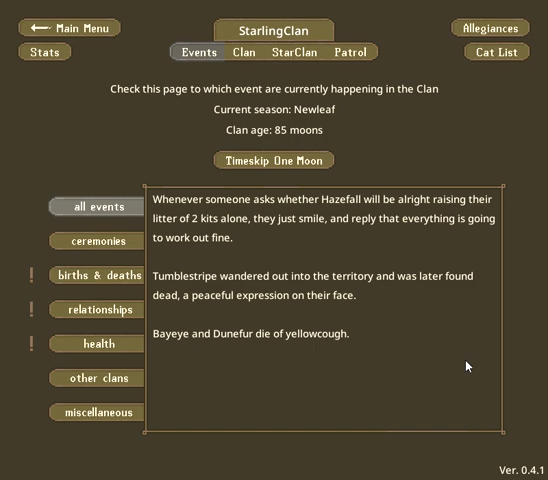 Main Menu
StarlingClan
Allegiances
Stats
Events
Clan
StarClan
Patrol
Cat List
Check this page to which event are currently happening in the Clan
Current season: Newleaf
Clan age: 85 moons
Timeskip One Moon
all events
ceremonies
! births & deaths
! relationships
! health
other clans
miscellaneous
Whenever someone asks whether Hazefall will be alright raising their
litter of 2 kits alone, they just smile, and reply that everything is going
to work out fine.
Tumblestripe wandered out into the territory and was later found
dead, a peaceful expression on their face.
Bayeye and Dunefur die of yellowcough.
Ver. 0.4.1